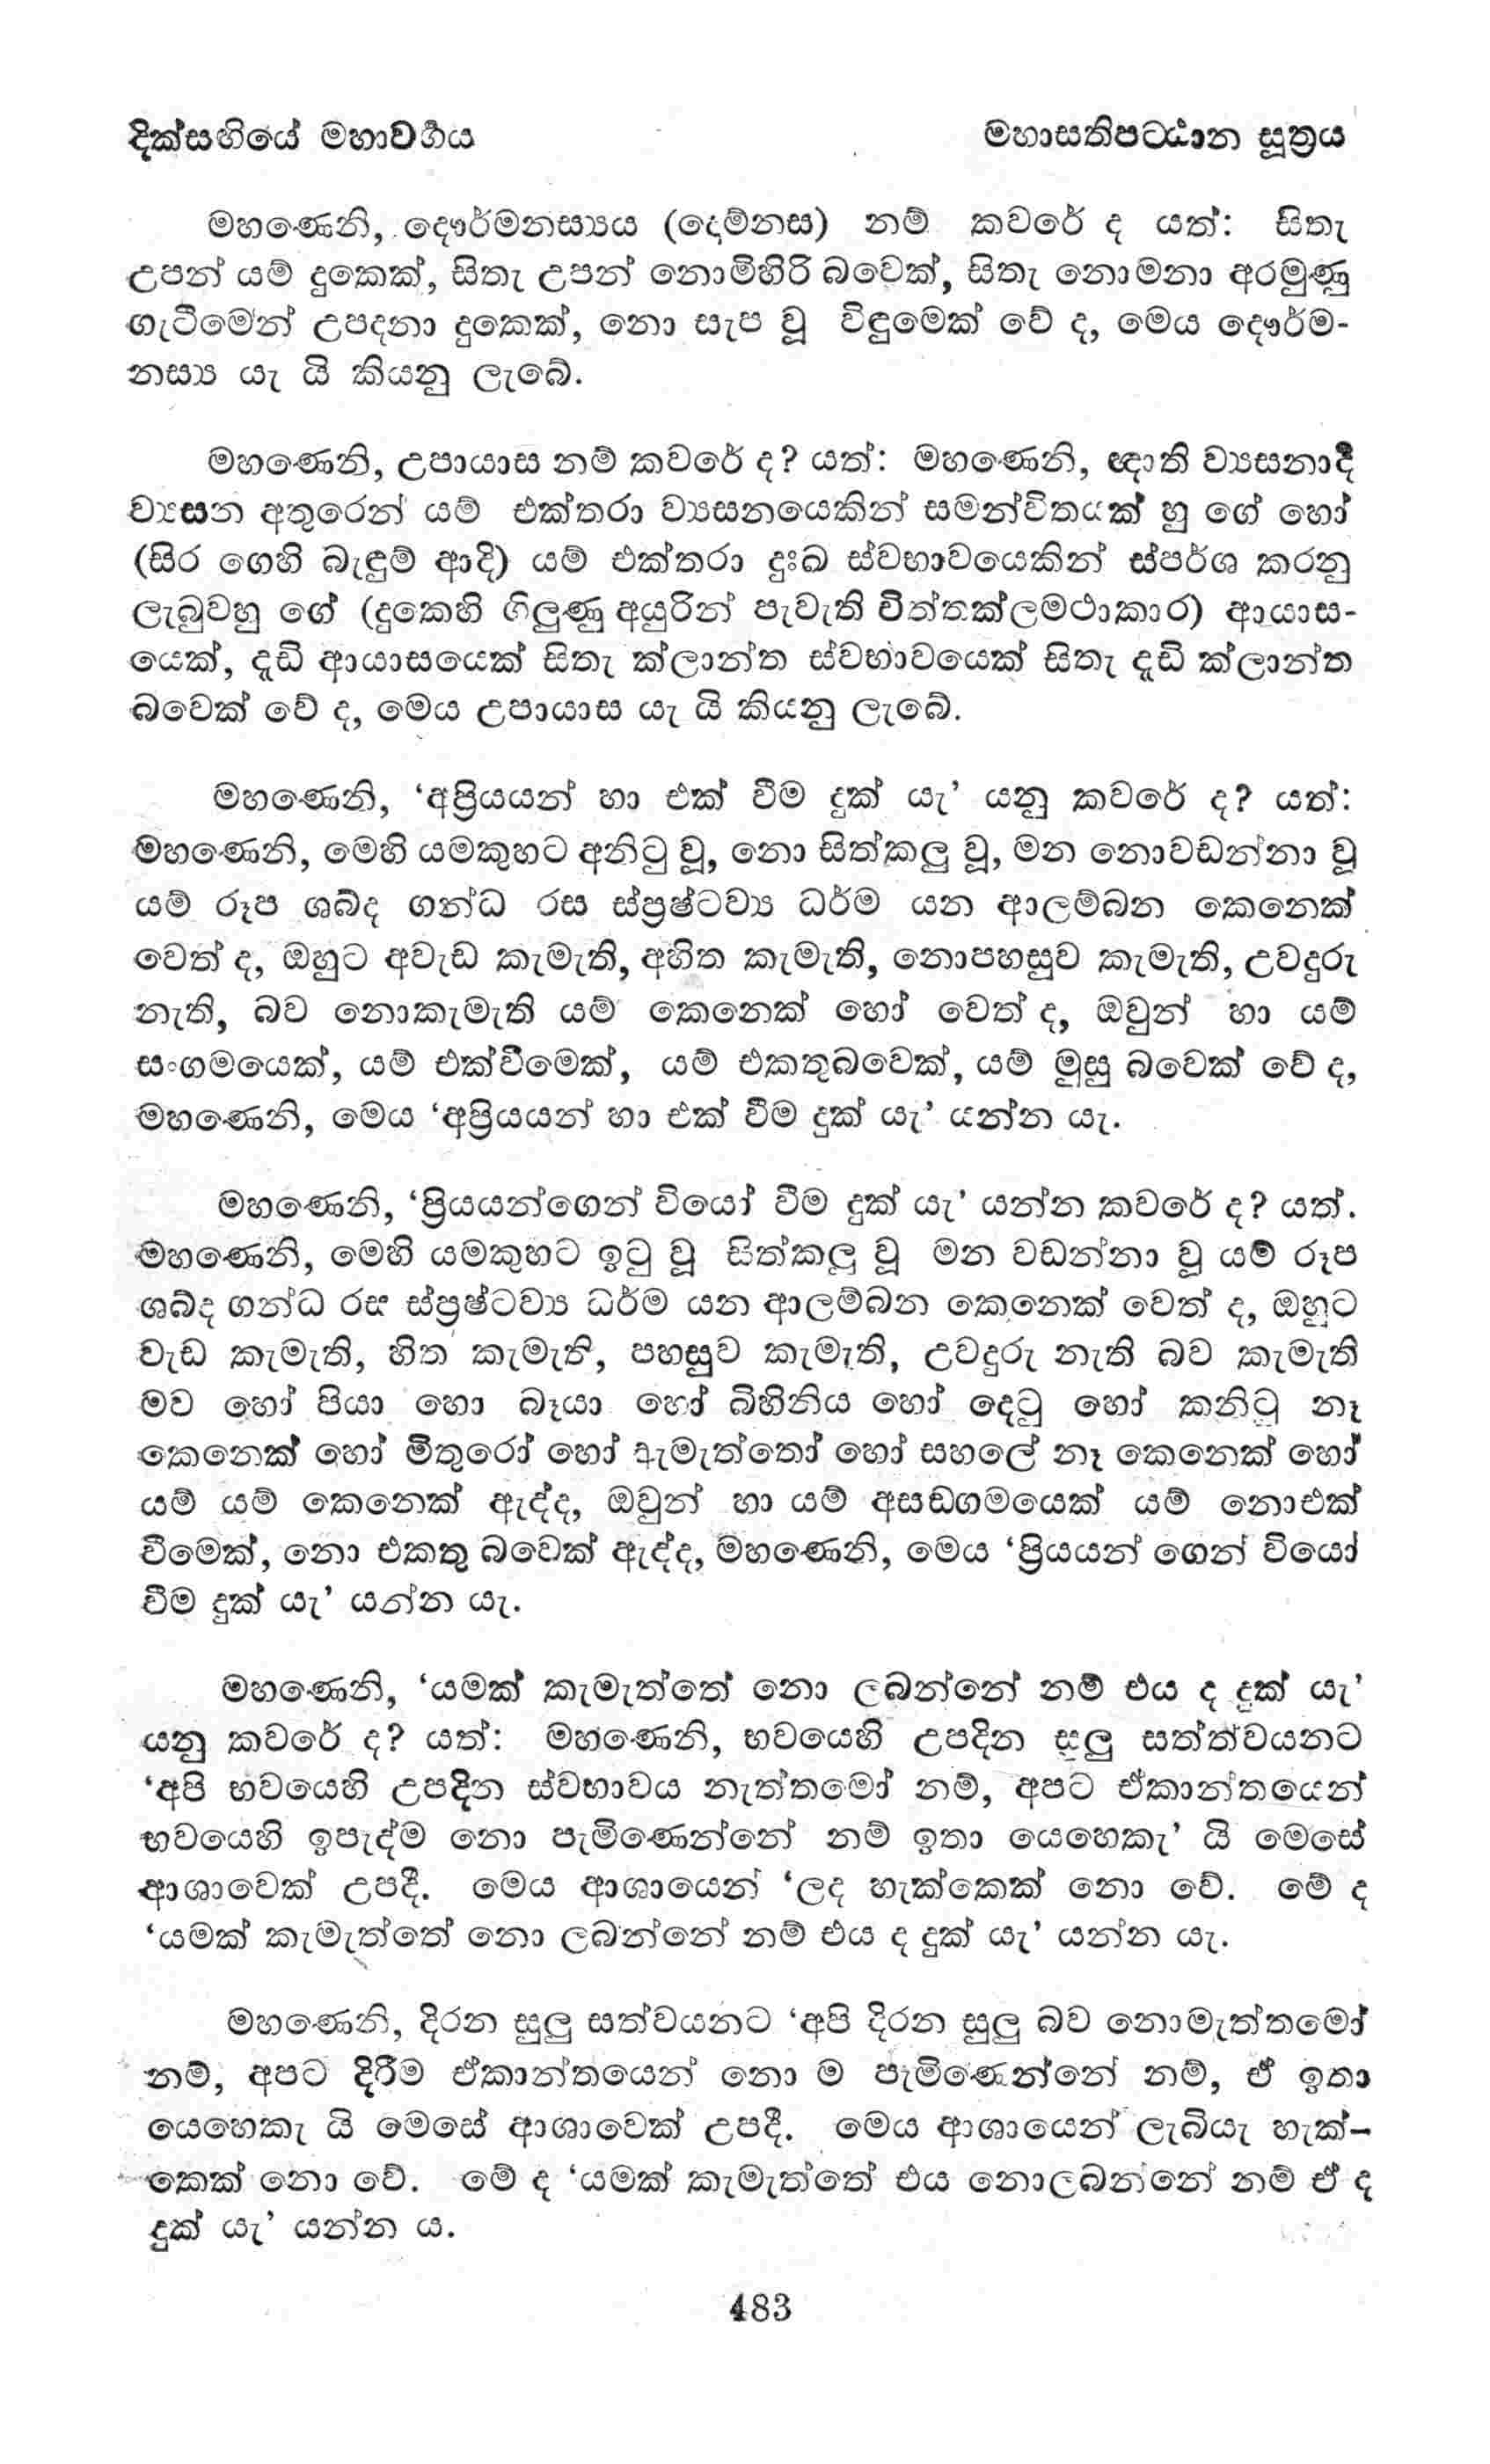 දික්සඟියේ මහාවර්‍ගය
මහාසතිපට්ඨාන සූත්‍රය
මහණෙනි, දෞර්මනස්‍යය (දොම්නස) නම් කවරේ ද යත්: සිතැ
උපන් යම් දුකෙක්, සිතැ උපන් නොමිහිරි බවෙක්, සිතැ නොමනා අරමුණු
ගැටීමෙන් උපදනා දුකෙක්, නො සැප වූ විඳුමෙක් වේ ද, මෙය දෞර්ම-
නස්‍ය යැ යි කියනු ලැබේ.
මහණෙනි, උපායාස නම් කවරේ ද? යත්: මහණෙනි, ඥාති ව්‍යසනාදී
ව්‍යසන අතුරෙන් යම් එක්තරා ව්‍යසනයෙකින් සමන්විතයක් හු ගේ හෝ
(සිර ගෙහි බැඳුම් ආදි) යම් එක්තරා දුඃඛ ස්වභාවයෙකින් ස්පර්ශ කරනු
ලැබුවහු ගේ (දුකෙහි ගිලුණු අයුරින් පැවැති චිත්තක්ලමථාකාර) ආයාස-
යෙක්, දැඩි ආයාසයෙක් සිතැ ක්ලාන්ත ස්වභාවයෙක් සිතැ දැඩි ක්ලාන්ත
බවෙක් වේ ද, මෙය උපායාස යැ යි කියනු ලැබේ.
මහණෙනි, ‘අප්‍රියයන් හා එක් වීම දුක් යැ’ යනු කවරේ ද? යත්:
මහණෙනි, මෙහි යමකුහට අනිටු වූ, නො සිත්කලු වූ, මන නොවඩන්නා වූ
යම් රූප ශබ්ද ගන්ධ රස ස්ප්‍රෂ්ටව්‍ය ධර්ම යන ආලම්බන කෙනෙක්
වෙත් ද, ඔහුට අවැඩ කැමැති, අහිත කැමැති, නොපහසුව කැමැති, උවදුරු
නැති, බව නොකැමැති යම් කෙනෙක් හෝ වෙත් ද, ඔවුන් හා යම්
සංගමයෙක්, යම් එක්වීමෙක්, යම් එකතුබවෙක්, යම් මුසු බවෙක් වේ ද,
මහණෙනි, මෙය ‘අප්‍රියයන් හා එක් වීම දුක් යැ’ යන්න යැ.
මහණෙනි, ‘ප්‍රියයන්ගෙන් වියෝ වීම දුක් යැ’ යන්න කවරේ ද? යත්.
මහණෙනි, මෙහි යමකුහට ඉටු වූ සිත්කලු වූ මන වඩන්නා වූ යම් රූප
ශබ්ද ගන්ධ රස ස්ප්‍රෂ්ටව්‍ය ධර්ම යන ආලම්බන කෙනෙක් වෙත් ද, ඔහුට
වැඩ කැමැති, හිත කැමැති, පහසුව කැමැති, උවදුරු නැති බව කැමැති
මව හෝ පියා හො බෑයා හෝ බිහිනිය හෝ දෙටු හෝ කනිටු නෑ
කෙනෙක් හෝ මිතුරෝ හෝ ඇමැත්තෝ හෝ සහලේ නෑ කෙනෙක් හෝ
යම් යම් කෙනෙක් ඇද්ද, ඔවුන් හා යම් අසඩගමයෙක් යම් නොඑක්
වීමෙක්, නො එකතු බවෙක් ඇද්ද, මහණෙනි, මෙය ‘ප්‍රියයන් ගෙන් වියෝ
වීම දුක් යැ’ යන්න යැ.
මහණෙනි, ‘යමක් කැමැත්තේ නො ලබන්නේ නම් එය ද දුක් යැ’
යනු කවරේ ද? යත්: මහණෙනි, භවයෙහි උපදින සුලු සත්ත්වයනට
‘අපි භවයෙහි උපදින ස්වභාවය නැත්තමෝ නම්, අපට ඒකාන්තයෙන්
භවයෙහි ඉපැද්ම නො පැමිණෙන්නේ නම් ඉතා යෙහෙකැ’ යි මෙසේ
ආශාවෙක් උපදී. මෙය ආශායෙන් ‘ලද හැක්කෙක් නො වේ. මේ ද
‘යමක් කැමැත්තේ නො ලබන්නේ නම් එය ද දුක් යැ’ යන්න යැ.
මහණෙනි, දිරන සුලු සත්වයනට ‘අපි දිරන සුලු බව නොමැත්තමෝ
නම්, අපට දිරීම ඒකාන්තයෙන් නො ම පැමිණෙන්නේ නම්, ඒ ඉතා
යෙහෙකැ යි මෙසේ ආශාවෙක් උපදී. මෙය ආශායෙන් ලැබියැ හැක්-
කෙක් නො වේ. මේ ද ‘යමක් කැමැත්තේ එය නොලබන්නේ නම් ඒ ද
දුක් යැ’ යන්න ය.
483